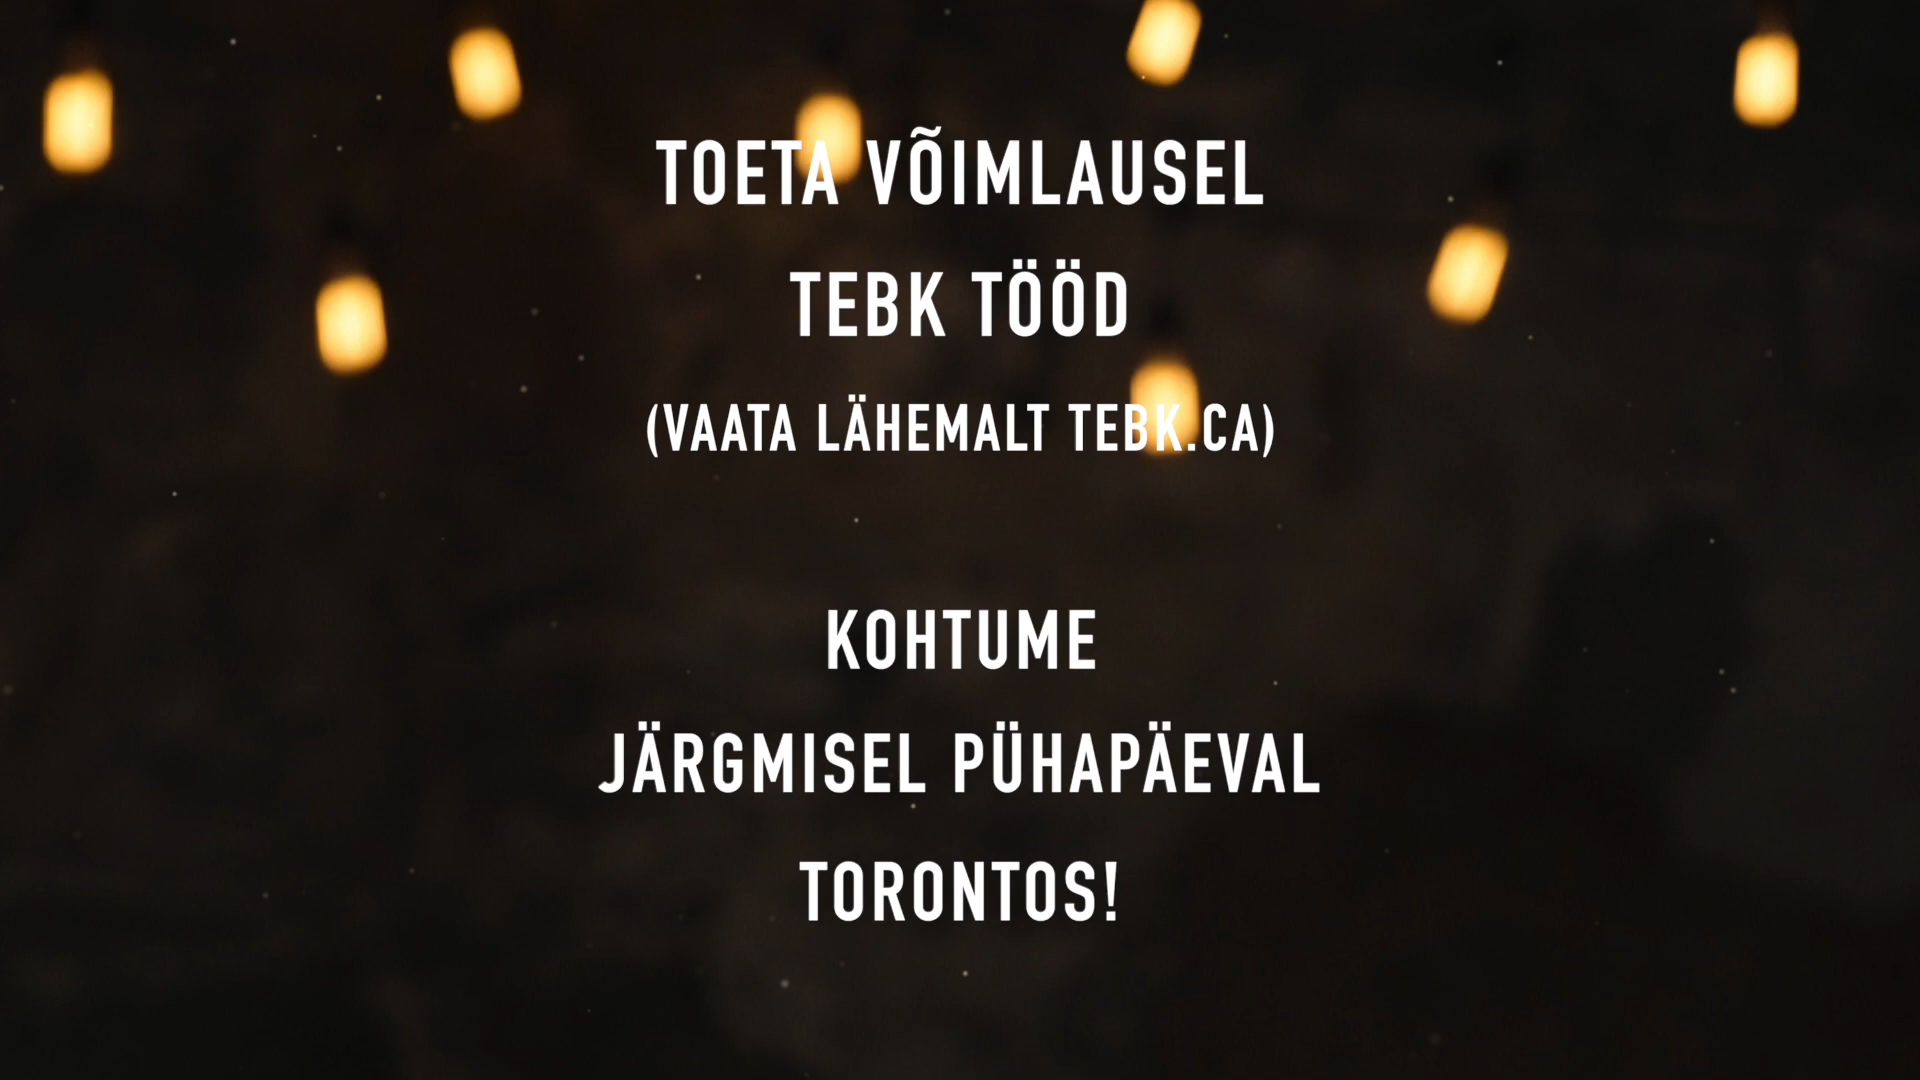 TOETA VÕIMLAUSEL
TEBK TÖÖD
(VAATA LÄHEMALT TEBK.CA)
KOHTUME
JÄRGMISEL PÜHAPÄEVAL
TORONTOS!